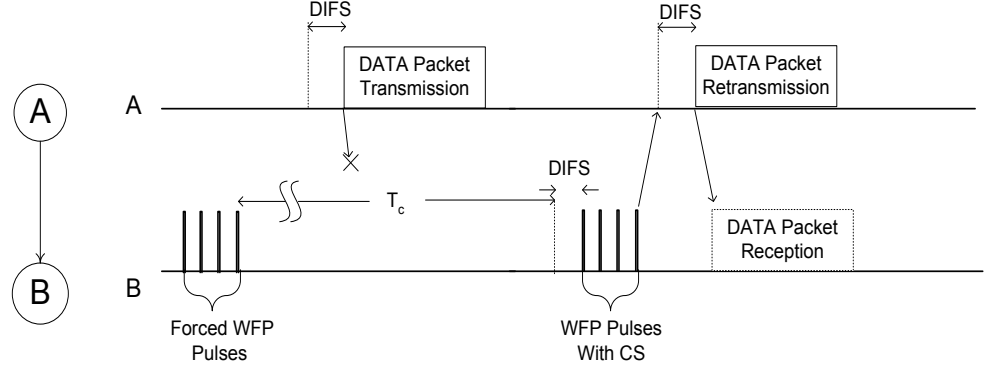 DIFS
DIFS
DATA Packet
Transmission
DATA Packet
Retransmission
A
A
DIFS
T_c
DATA Packet
Reception
B
B
Forced WFP
Pulses
WFP Pulses
With CS